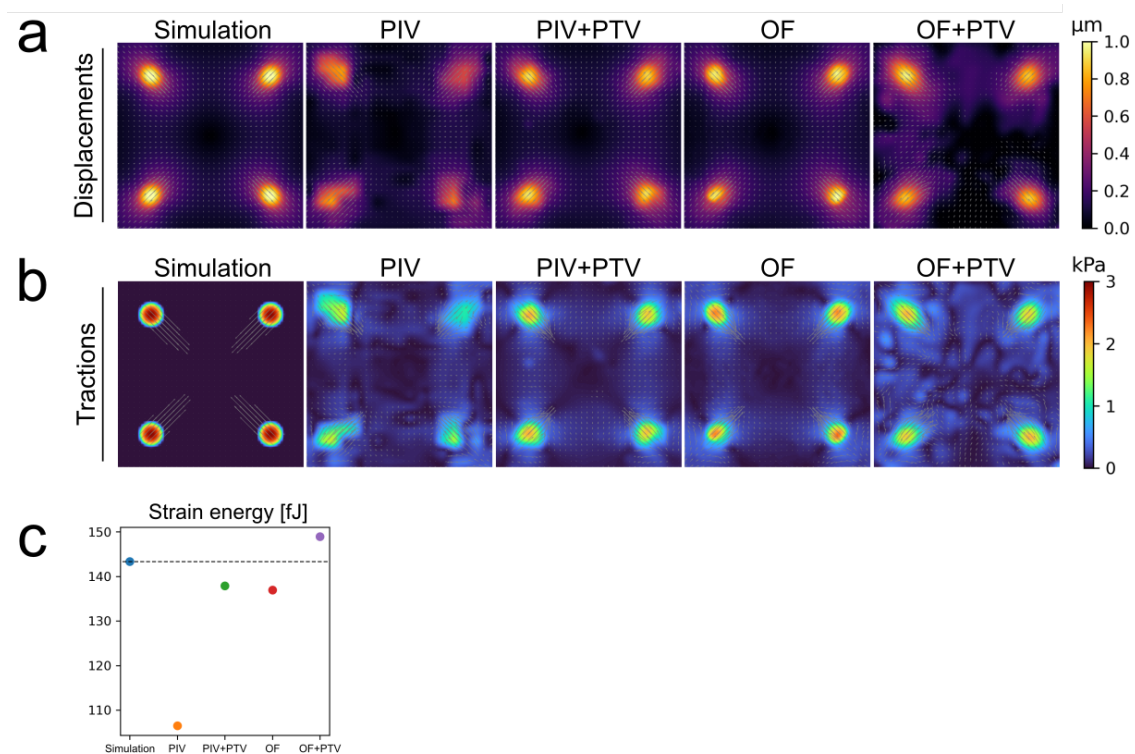 a
Simulation PIV PIV+PTV OF OF+PTV
µm
Displacements
1.0
0.8
0.6
0.4
0.2
0.0
b
Simulation PIV PIV+PTV OF OF+PTV
kPa
Tractions
3
2
1
0
c
Strain energy [fJ]
150
140
130
120
110
Simulation PIV PIV+PTV OF OF+PTV